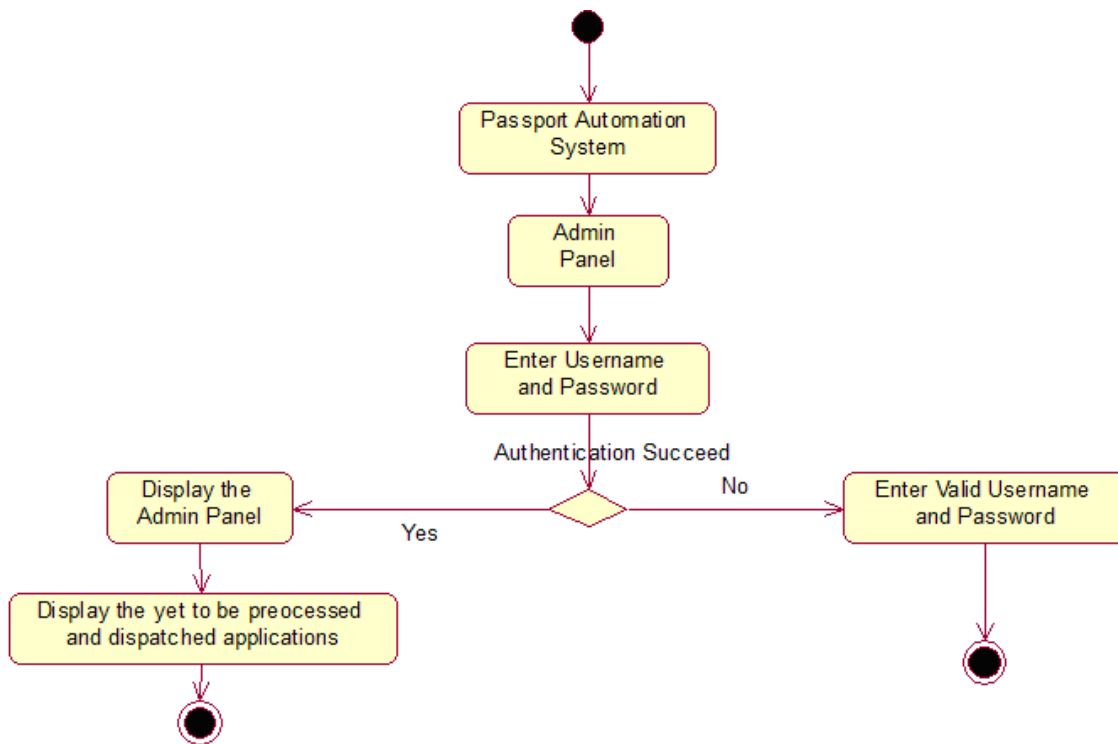 Passport Automation
System
Admin
Panel
Enter Username
and Password
Authentication Succeed
No
Yes
Display the
Admin Panel
Enter Valid Username
and Password
Display the yet to be preocessed
and dispatched applications